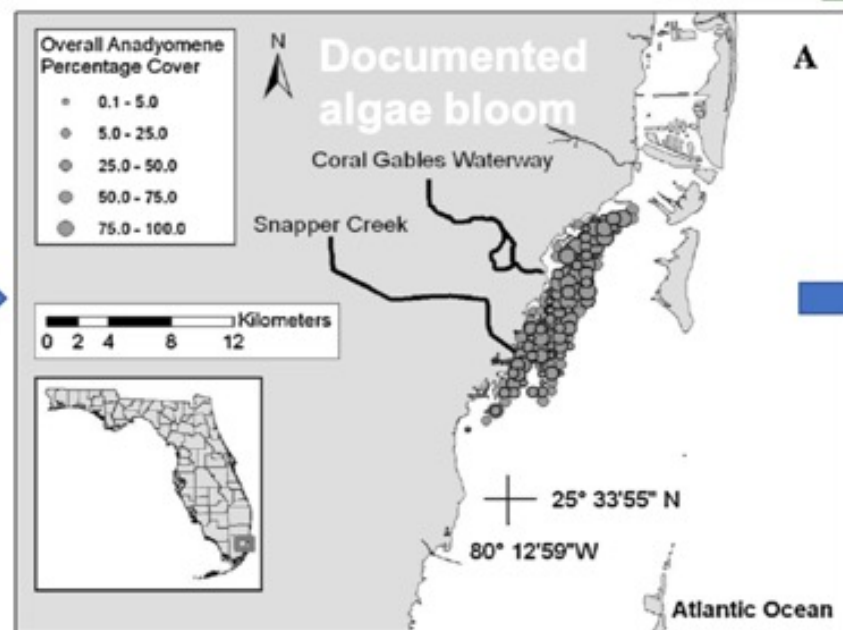 Overall Anadyomene
Percentage Cover
0.1 - 5.0
5.0 - 25.0
25.0 - 50.0
50.0 - 75.0
75.0 - 100.0
N
Documented
algae bloom
A
Coral Gables Waterway
Snapper Creek
Kilometers
0 2 4 8 12
25° 33'55" N
80° 12'59"W
Atlantic Ocean